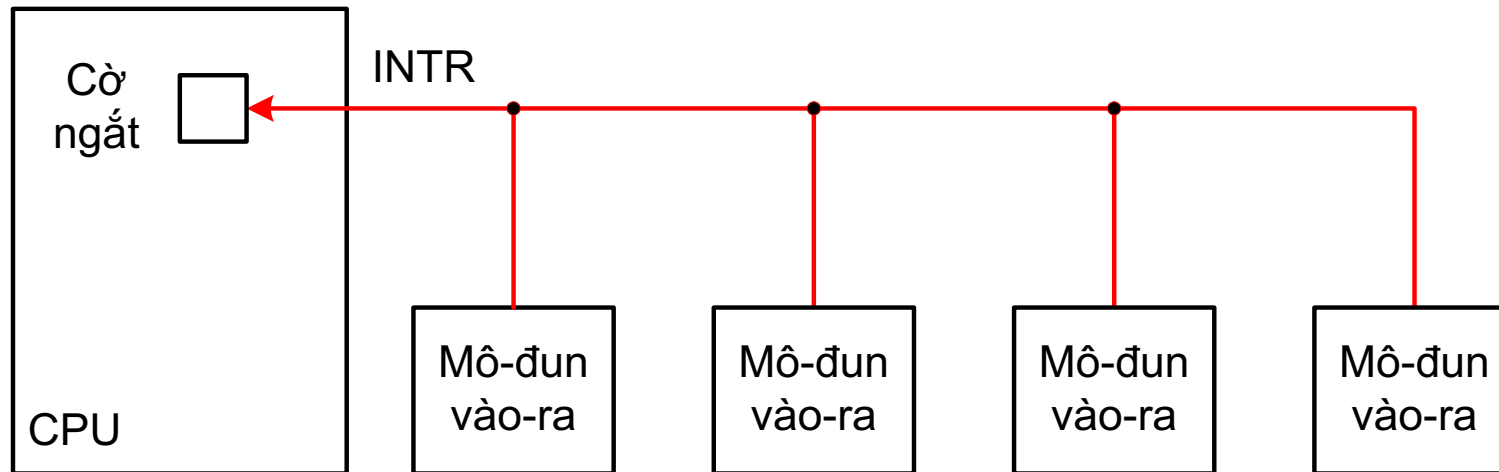 INTR
Cờ
ngắt
CPU
Mô-đun
vào-ra
Mô-đun
vào-ra
Mô-đun
vào-ra
Mô-đun
vào-ra